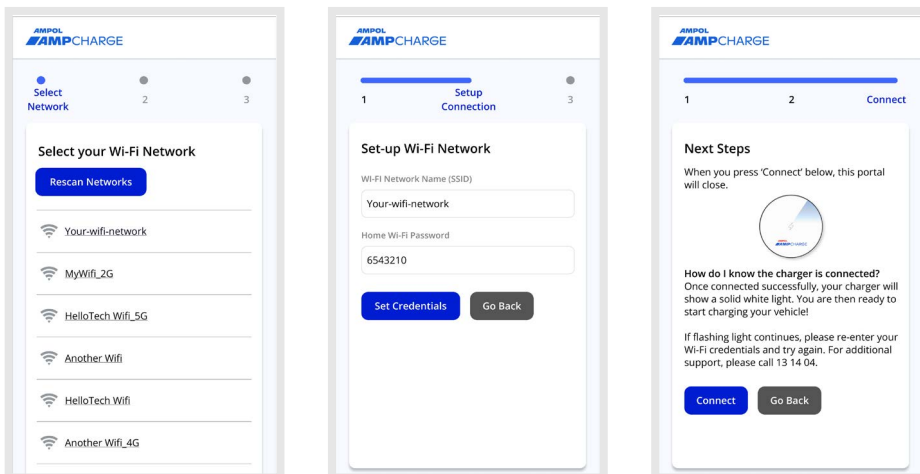 AMPOL
AMPCHARGE
Select
Network
2
3
Select your Wi-Fi Network
Rescan Networks
Your-wifi-network
MyWifi_2G
HelloTech Wifi_5G
Another Wifi
HelloTech Wifi
Another Wifi_4G
AMPOL
AMPCHARGE
1
Setup
Connection
3
Set-up Wi-Fi Network
WI-FI Network Name (SSID)
Your-wifi-network
Home Wi-Fi Password
6543210
Set Credentials
Go Back
AMPOL
AMPCHARGE
1
2
Connect
Next Steps
When you press 'Connect' below, this portal
will close.
AMPOL
AMPCHARGE
How do I know the charger is connected?
Once connected successfully, your charger will
show a solid white light. You are then ready to
start charging your vehicle!
If flashing light continues, please re-enter your
Wi-Fi credentials and try again. For additional
support, please call 13 14 04.
Connect
Go Back